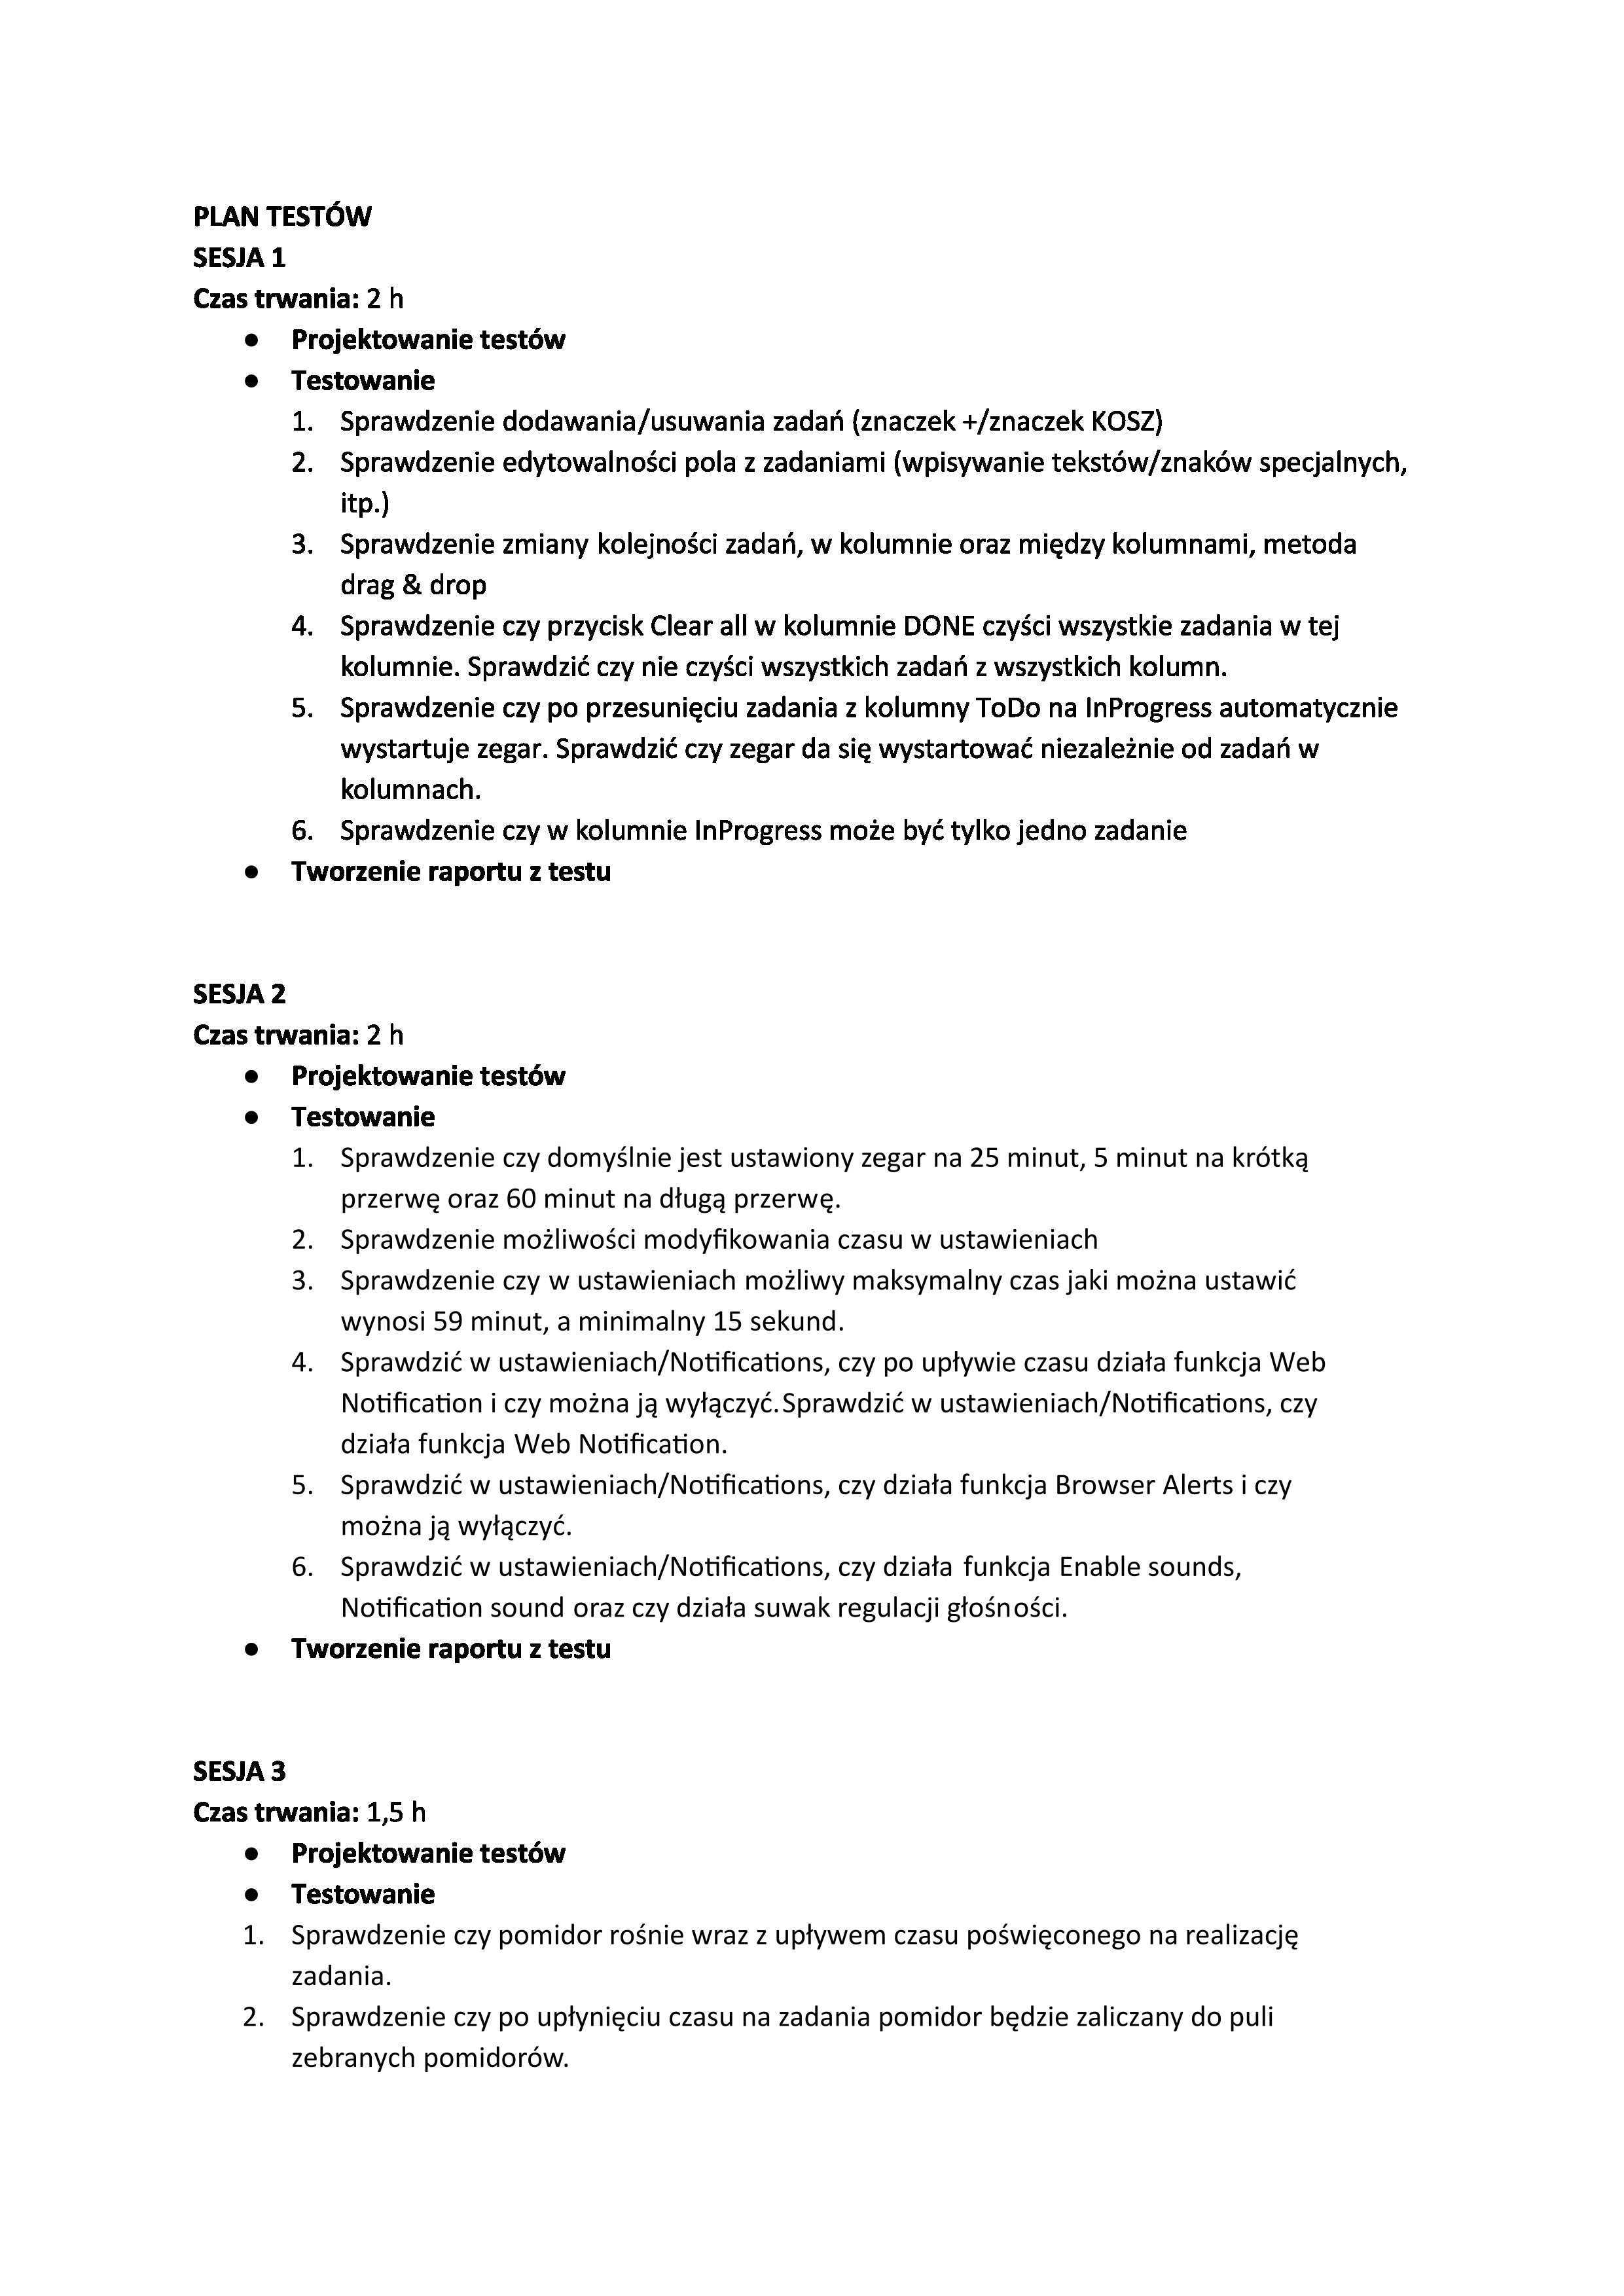 PLAN TESTÓW
SESJA 1
Czas trwania: 2 h
● Projektowanie testów
● Testowanie
1. Sprawdzenie dodawania/usuwania zadań (znaczek +/znaczek KOSZ)
2. Sprawdzenie edytowalności pola z zadaniami (wpisywanie tekstów/znaków specjalnych,
itp.)
3. Sprawdzenie zmiany kolejności zadań, w kolumnie oraz między kolumnami, metoda
drag & drop
4. Sprawdzenie czy przycisk Clear all w kolumnie DONE czyści wszystkie zadania w tej
kolumnie. Sprawdzić czy nie czyści wszystkich zadań z wszystkich kolumn.
5. Sprawdzenie czy po przesunięciu zadania z kolumny ToDo na InProgress automatycznie
wystartuje zegar. Sprawdzić czy zegar da się wystartować niezależnie od zadań w
kolumnach.
6. Sprawdzenie czy w kolumnie InProgress może być tylko jedno zadanie
● Tworzenie raportu z testu
SESJA 2
Czas trwania: 2 h
● Projektowanie testów
● Testowanie
1. Sprawdzenie czy domyślnie jest ustawiony zegar na 25 minut, 5 minut na krótką
przerwę oraz 60 minut na długą przerwę.
2. Sprawdzenie możliwości modyfikowania czasu w ustawieniach
3. Sprawdzenie czy w ustawieniach możliwy maksymalny czas jaki można ustawić
wynosi 59 minut, a minimalny 15 sekund.
4. Sprawdzić w ustawieniach/Notifications, czy po upływie czasu działa funkcja Web
Notification i czy można ją wyłączyć.Sprawdzić w ustawieniach/Notifications, czy
działa funkcja Web Notification.
5. Sprawdzić w ustawieniach/Notifications, czy działa funkcja Browser Alerts i czy
można ją wyłączyć.
6. Sprawdzić w ustawieniach/Notifications, czy działa funkcja Enable sounds,
Notification sound oraz czy działa suwak regulacji głośności.
● Tworzenie raportu z testu
SESJA 3
Czas trwania: 1,5 h
● Projektowanie testów
● Testowanie
1. Sprawdzenie czy pomidor rośnie wraz z upływem czasu poświęconego na realizację
zadania.
2. Sprawdzenie czy po upłynięciu czasu na zadania pomidor będzie zaliczany do puli
zebranych pomidorów.